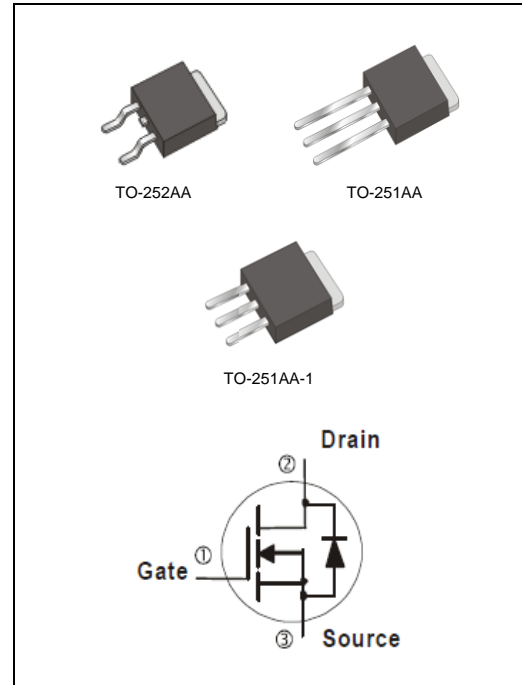 TO-252AA
TO-251AA
TO-251AA-1
Drain
②
①
Gate
③
Source